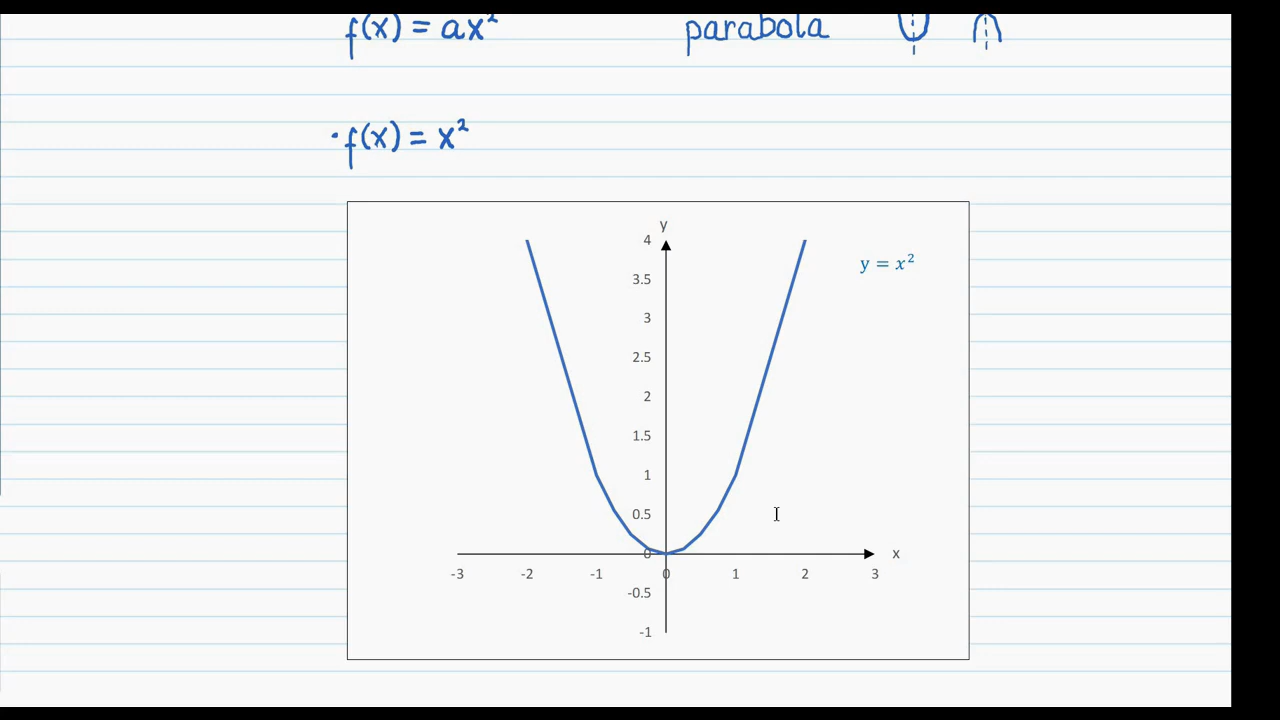 f(x) = ax² parabola
· f(x) = x²
y
4
y = x²
3.5
3
2.5
2
1.5
1
0.5
0 x
-3 -2 -1 0 1 2 3
-0.5
-1